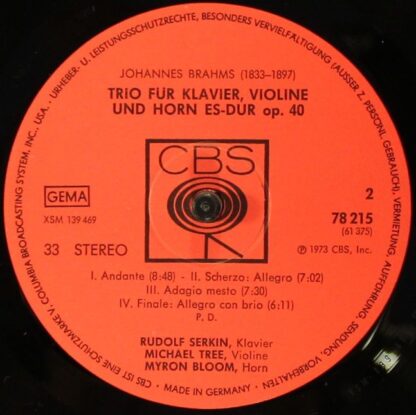 URHEBER- U. LEISTUNGSSCHUTZRECHTE, BESONDERS VERVIELFÄLTIGUNG (AUSSER Z. PERSÖNL. GEBRAUCH), VERMIETUNG, AUFFÜHRUNG, SENDUNG, VORBEHALTEN
JOHANNES BRAHMS (1833–1897)
TRIO FÜR KLAVIER, VIOLINE
UND HORN ES-DUR op. 40
CBS
GEMA
2
XSM 139 469
78 215
(61 375)
33 STEREO
℗ 1973 CBS, Inc.
I. Andante (8:48) - II. Scherzo: Allegro (7:02)
III. Adagio mesto (7:30)
IV. Finale: Allegro con brio (6:11)
P. D.
RUDOLF SERKIN, Klavier
MICHAEL TREE, Violine
MYRON BLOOM, Horn
CBS IST EINE SCHUTZMARKE V. COLUMBIA BROADCASTING SYSTEM, INC., USA. •
• MADE IN GERMANY •